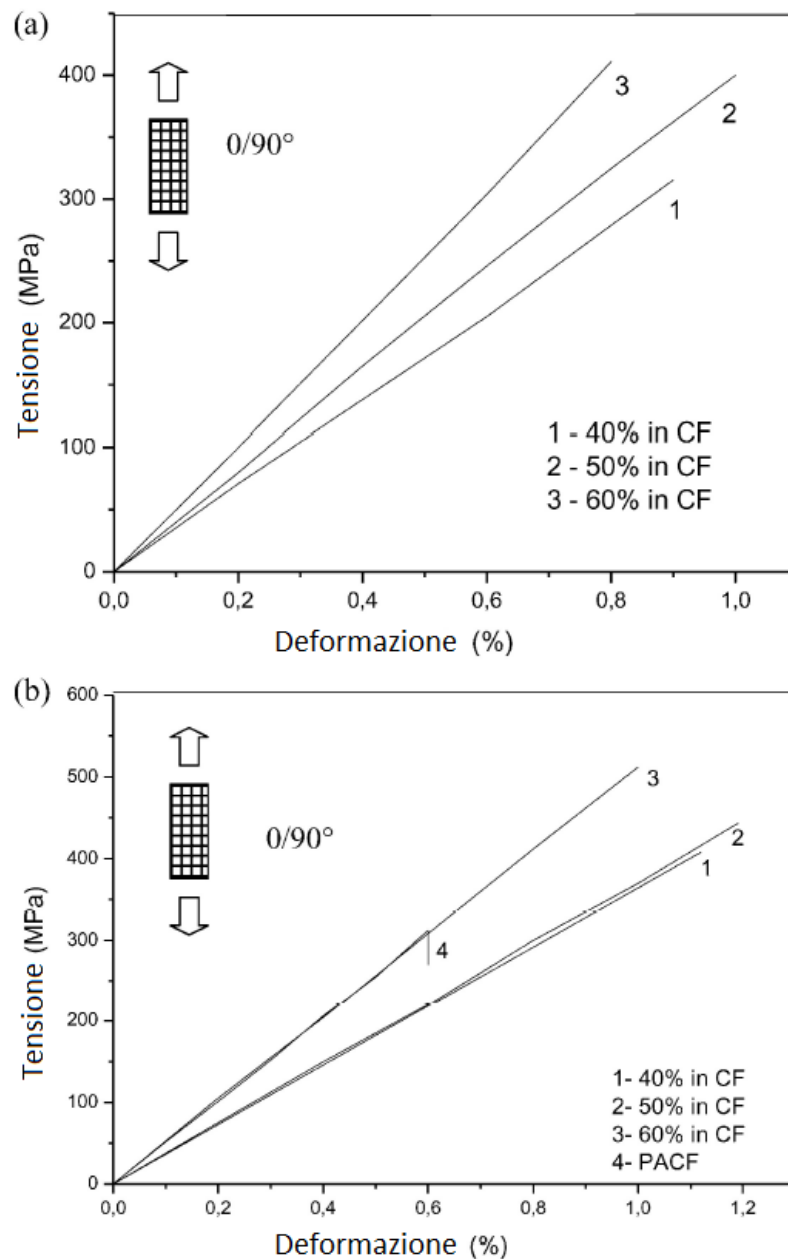 (a)
400
300
200
100
0
Tensione (MPa)
0/90°
3
2
1
1 - 40% in CF
2 - 50% in CF
3 - 60% in CF
0,0 0,2 0,4 0,6 0,8 1,0
Deformazione (%)
(b)
600
500
400
300
200
100
0
Tensione (MPa)
0/90°
3
2
1
4
1- 40% in CF
2- 50% in CF
3- 60% in CF
4- PACF
0,0 0,2 0,4 0,6 0,8 1,0 1,2
Deformazione (%)